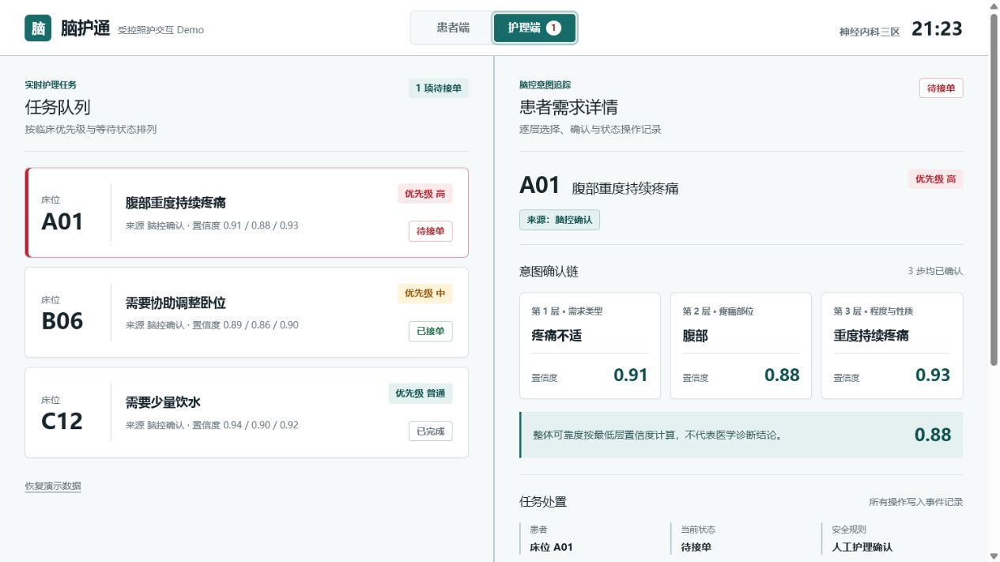 脑 脑护通 受控照护交互 Demo
患者端 护理端 1
神经内科三区 21:23
实时护理任务
任务队列
按临床优先级与等待状态排列
1 项待接单
床位
A01
腹部重度持续疼痛
来源 脑控确认 · 置信度 0.91 / 0.88 / 0.93
优先级 高
待接单
床位
B06
需要协助调整卧位
来源 脑控确认 · 置信度 0.89 / 0.86 / 0.90
优先级 中
已接单
床位
C12
需要少量饮水
来源 脑控确认 · 置信度 0.94 / 0.90 / 0.92
优先级 普通
已完成
恢复演示数据
脑控意图追踪
患者需求详情
逐层选择、确认与状态操作记录
待接单
A01 腹部重度持续疼痛
优先级 高
来源：脑控确认
意图确认链
3 步均已确认
第 1 层 • 需求类型
疼痛不适
置信度 0.91
第 2 层 • 疼痛部位
腹部
置信度 0.88
第 3 层 • 程度与性质
重度持续疼痛
置信度 0.93
整体可靠度按最低层置信度计算，不代表医学诊断结论。 0.88
任务处置
所有操作写入事件记录
患者
床位 A01
当前状态
待接单
安全规则
人工护理确认